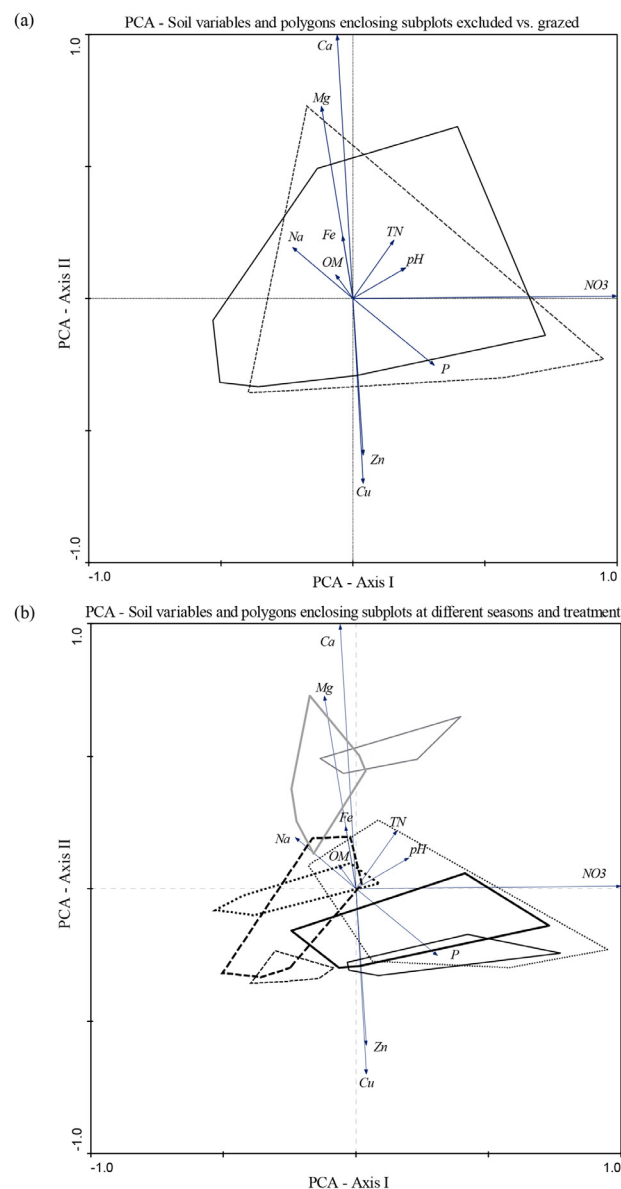 (a)
PCA - Soil variables and polygons enclosing subplots excluded vs. grazed
1.0
Ca
Mg
Fe
TN
Na
OM
pH
NO3
PCA - Axis II
P
Zn
Cu
-1.0
-1.0
1.0
PCA - Axis I
(b)
PCA - Soil variables and polygons enclosing subplots at different seasons and treatment
1.0
Ca
Mg
Fe
TN
Na
OM
pH
NO3
PCA - Axis II
P
Zn
Cu
-1.0
-1.0
1.0
PCA - Axis I